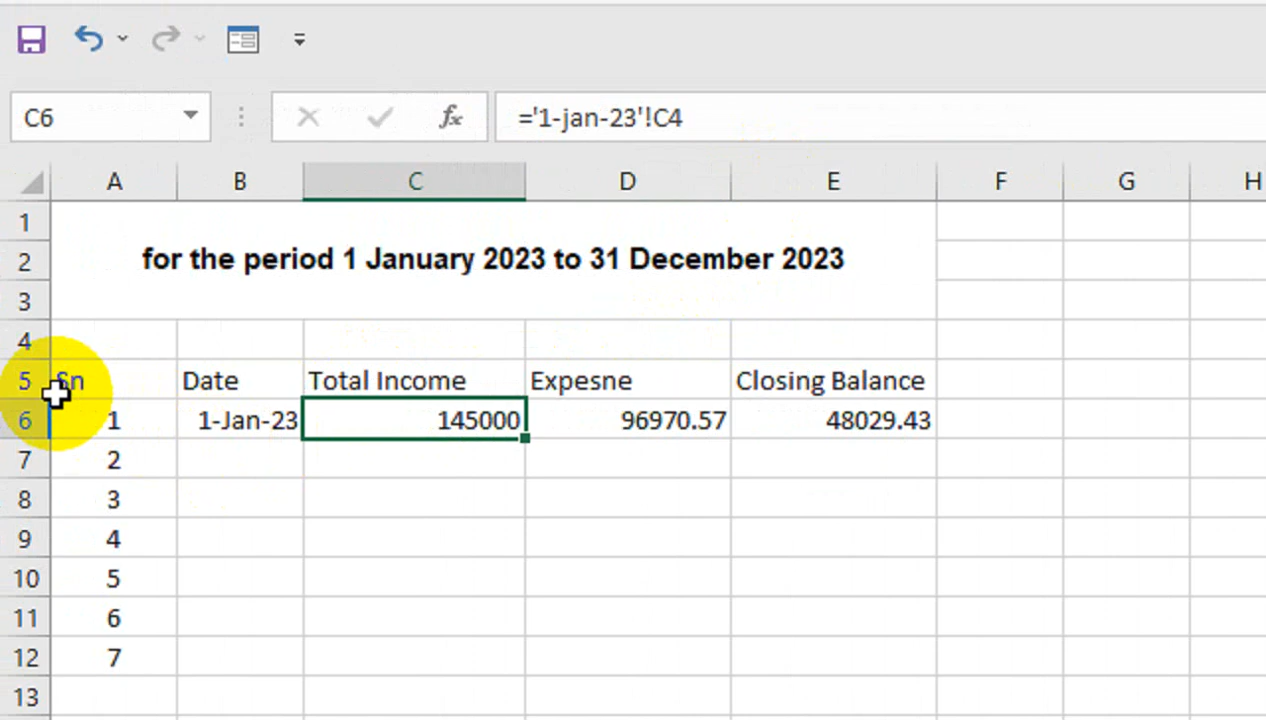 C6 fx ='1-jan-23'!C4
A B C D E F G H
1
2 for the period 1 January 2023 to 31 December 2023
3
4
5 Sn Date Total Income Expesne Closing Balance
6 1 1-Jan-23 145000 96970.57 48029.43
7 2
8 3
9 4
10 5
11 6
12 7
13